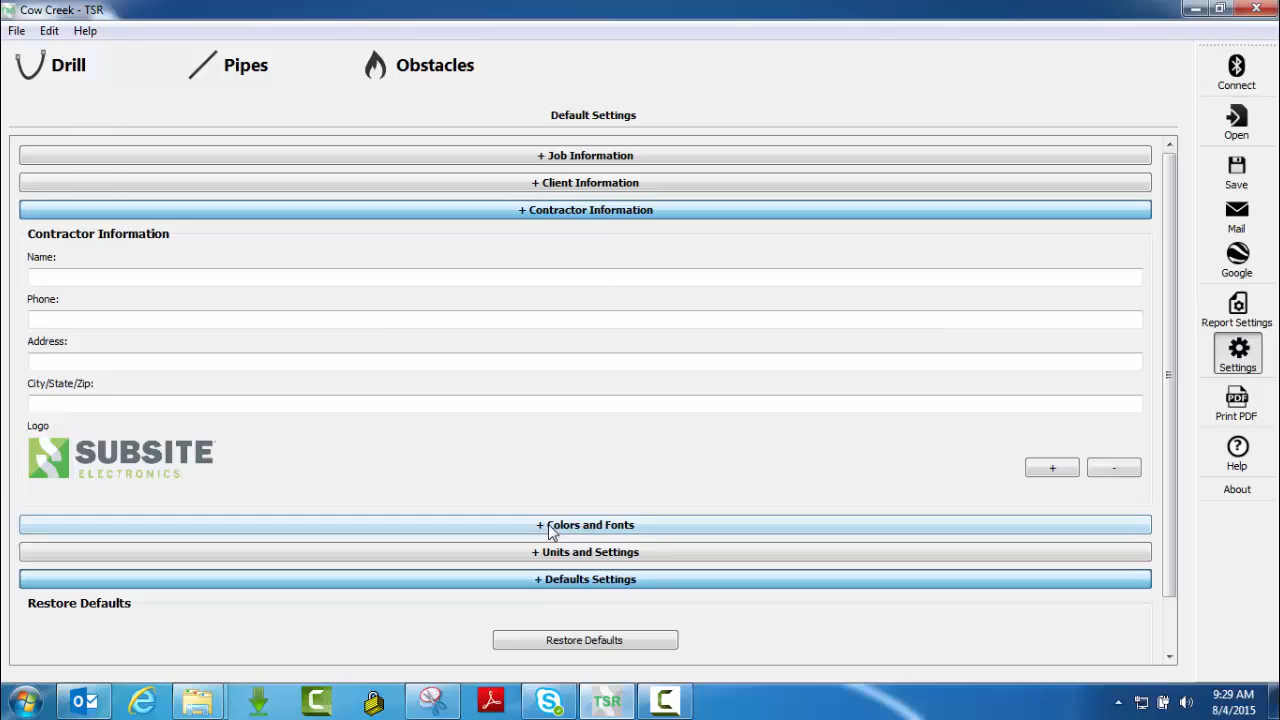 Cow Creek - TSR
File Edit Help
Drill Pipes Obstacles
Default Settings
+ Job Information
+ Client Information
+ Contractor Information
Contractor Information
Name:
Phone:
Address:
City/State/Zip:
Logo
SUBSITE
ELECTRONICS
+ -
+ Colors and Fonts
+ Units and Settings
+ Defaults Settings
Restore Defaults
Restore Defaults
Connect
Open
Save
Mail
Google
Report Settings
Settings
PDF
Print PDF
Help
About
TSR
9:29 AM
8/4/2015